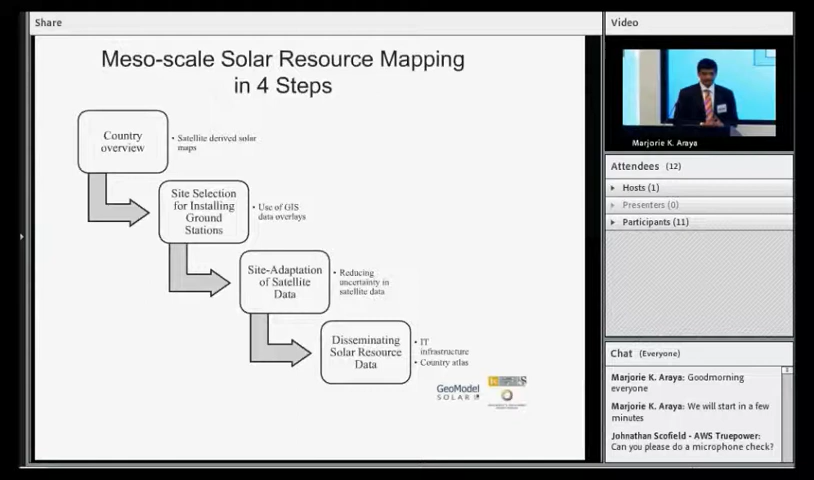 Share
Meso-scale Solar Resource Mapping
in 4 Steps
Country
overview
• Satellite derived solar
maps
Site Selection
for Installing
Ground
Stations
• Use of GIS
data overlays
Site-Adaptation
of Satellite
Data
• Reducing
uncertainty in
satellite data
Disseminating
Solar Resource
Data
• IT
infrastructure
• Country atlas
GeoModel
SOLAR
Video
Marjorie K. Araya
Attendees (12)
Hosts (1)
Presenters (0)
Participants (11)
Chat (Everyone)
Marjorie K. Araya: Goodmorning
everyone
Marjorie K. Araya: We will start in a few
minutes
Johnathan Scofield - AWS Truepower:
Can you please do a microphone check?